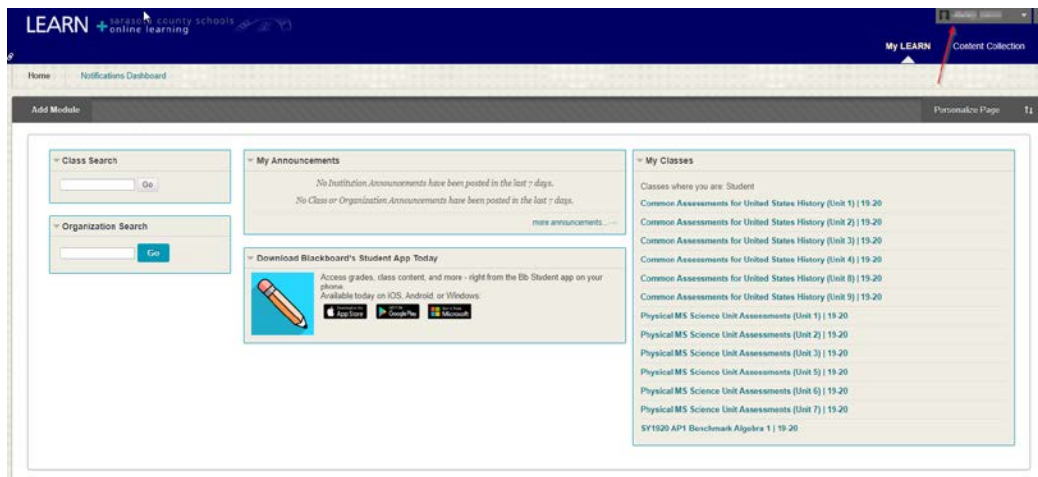 LEARN + sarasota county schools
online learning
My LEARN Content Collection
Home Notifications Dashboard
Add Module Personalize Page
Class Search
Go
Organization Search
Go
My Announcements
No Institution Announcements have been posted in the last 7 days.
No Class or Organization Announcements have been posted in the last 7 days.
more announcements...
Download Blackboard's Student App Today
Access grades, class content, and more - right from the Bb Student app on your
phone.
Available today on iOS, Android, or Windows.
App Store Google Play Microsoft
My Classes
Classes where you are: Student
Common Assessments for United States History (Unit 1) | 19-20
Common Assessments for United States History (Unit 2) | 19-20
Common Assessments for United States History (Unit 3) | 19-20
Common Assessments for United States History (Unit 4) | 19-20
Common Assessments for United States History (Unit 8) | 19-20
Common Assessments for United States History (Unit 9) | 19-20
Physical MS Science Unit Assessments (Unit 1) | 19-20
Physical MS Science Unit Assessments (Unit 2) | 19-20
Physical MS Science Unit Assessments (Unit 3) | 19-20
Physical MS Science Unit Assessments (Unit 5) | 19-20
Physical MS Science Unit Assessments (Unit 6) | 19-20
Physical MS Science Unit Assessments (Unit 7) | 19-20
SY1920 AP1 Benchmark Algebra 1 | 19-20